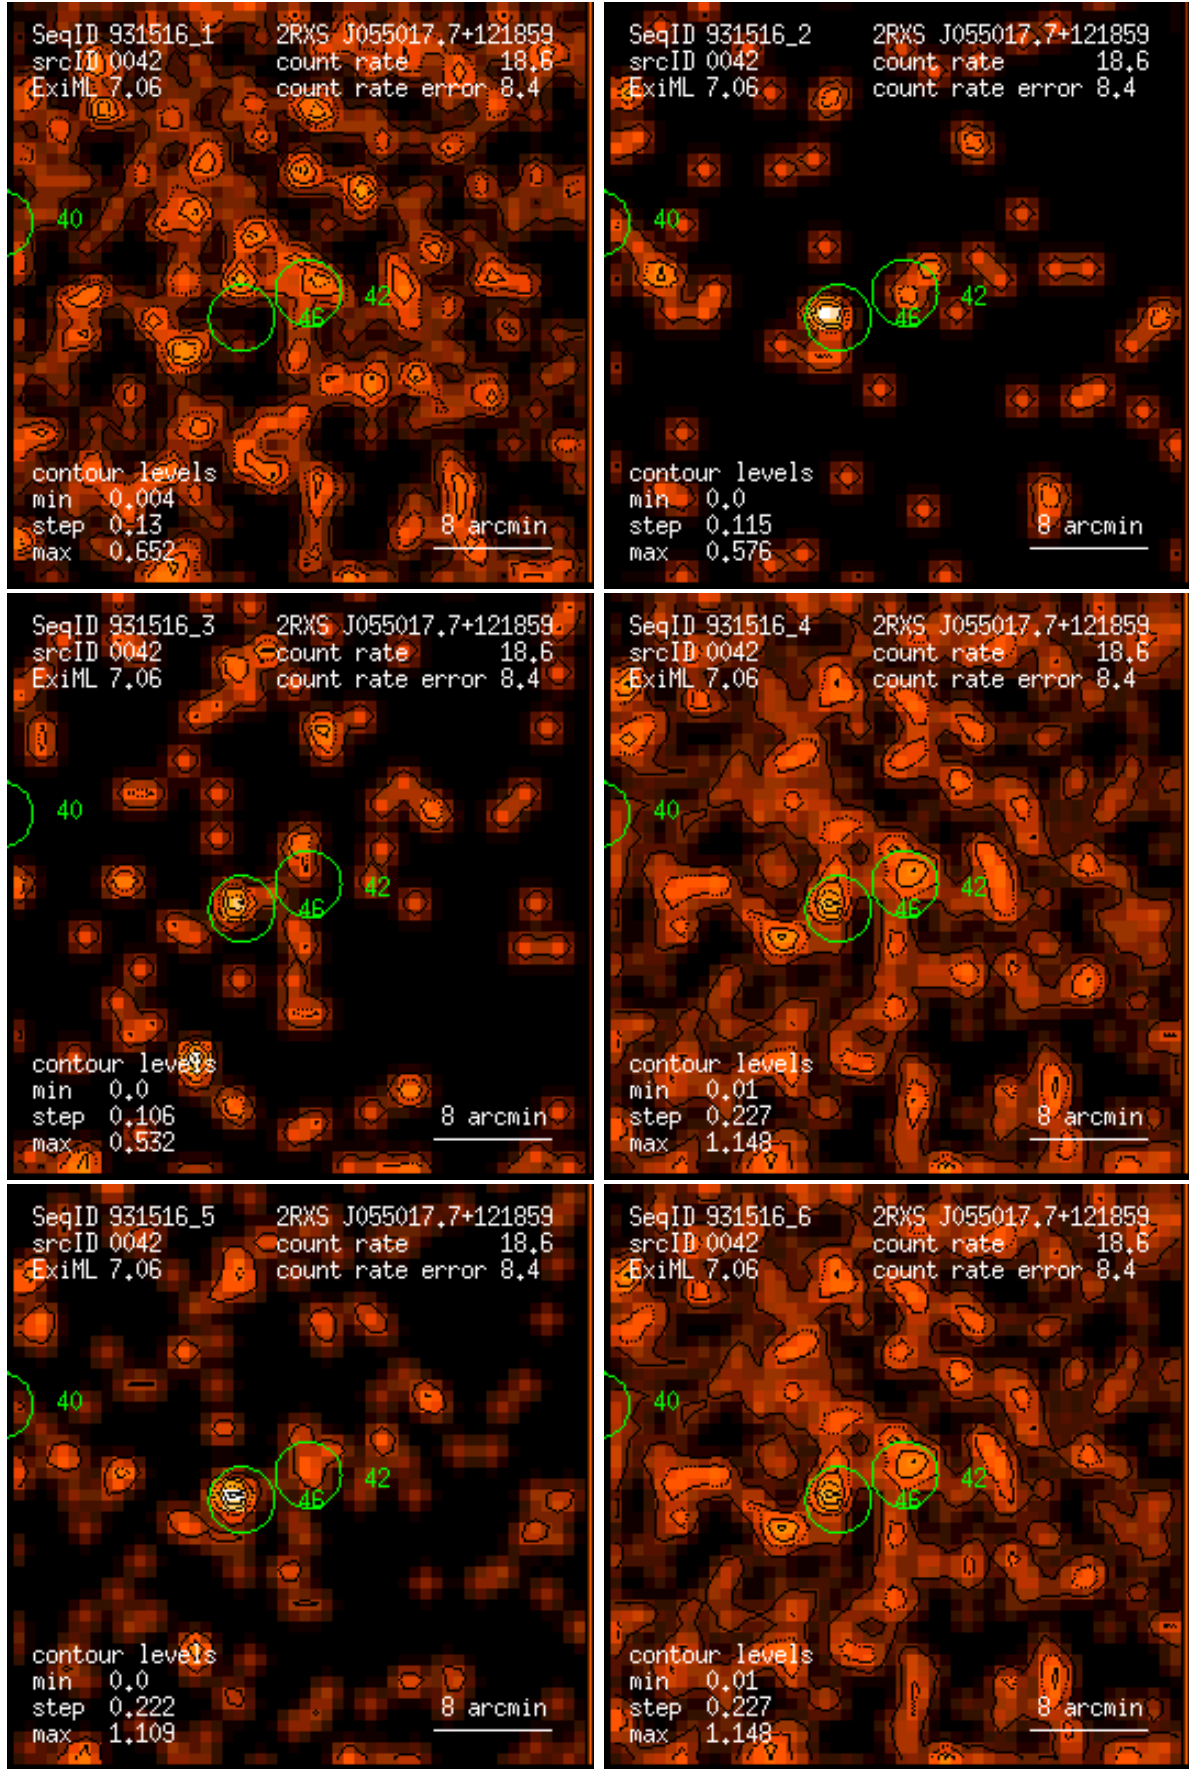 SeqID 931516_1 2RXS J055017.7+121859
srcID 0042 count rate 18.6
ExiML 7.06 count rate error 8.4
40
42
46
contour levels
min 0.004
step 0.13 8 arcmin
max 0.652
SeqID 931516_2 2RXS J055017.7+121859
srcID 0042 count rate 18.6
ExiML 7.06 count rate error 8.4
40
42
46
contour levels
min 0.0
step 0.115 8 arcmin
max 0.576
SeqID 931516_3 2RXS J055017.7+121859
srcID 0042 count rate 18.6
ExiML 7.06 count rate error 8.4
40
42
46
contour levels
min 0.0
step 0.106 8 arcmin
max 0.532
SeqID 931516_4 2RXS J055017.7+121859
srcID 0042 count rate 18.6
ExiML 7.06 count rate error 8.4
40
42
46
contour levels
min 0.01
step 0.227 8 arcmin
max 1.148
SeqID 931516_5 2RXS J055017.7+121859
srcID 0042 count rate 18.6
ExiML 7.06 count rate error 8.4
40
42
46
contour levels
min 0.0
step 0.222 8 arcmin
max 1.109
SeqID 931516_6 2RXS J055017.7+121859
srcID 0042 count rate 18.6
ExiML 7.06 count rate error 8.4
40
42
46
contour levels
min 0.01
step 0.227 8 arcmin
max 1.148